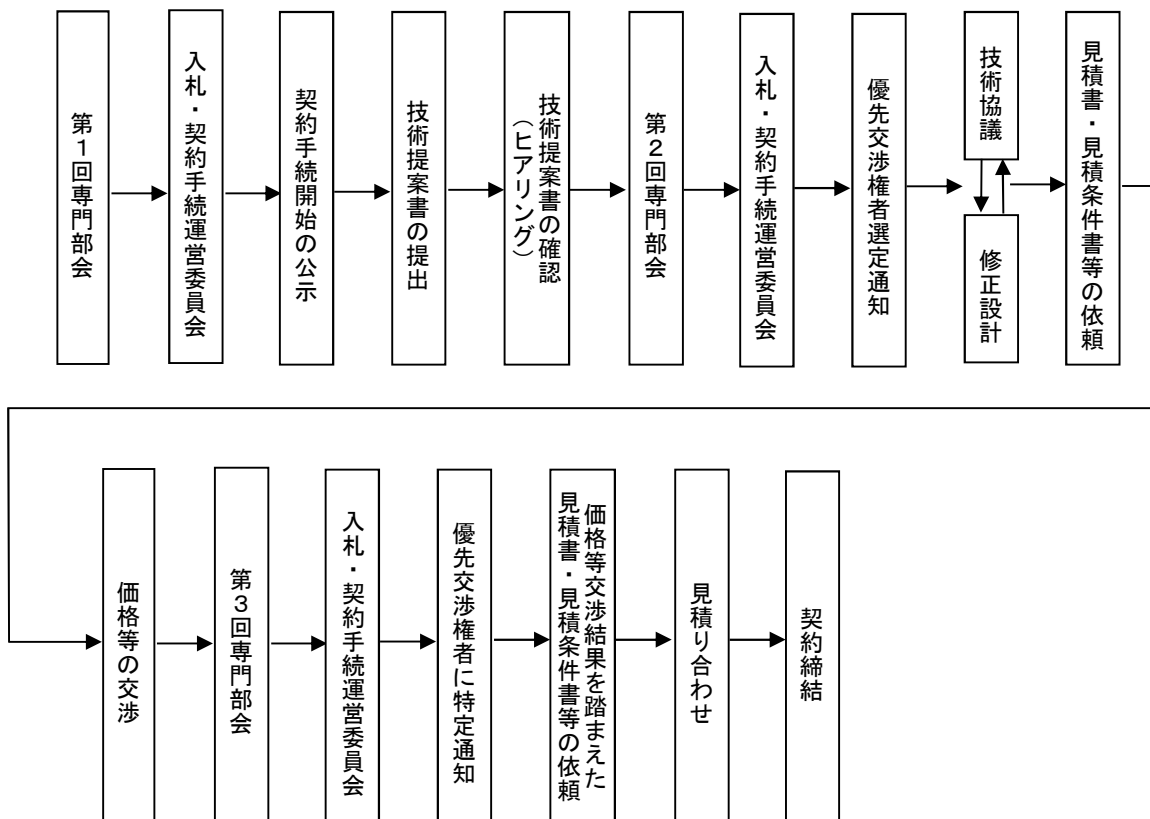 第１回専門部会
入札・契約手続運営委員会
契約手続開始の公示
技術提案書の提出
技術提案書の確認
（ヒアリング）
第２回専門部会
入札・契約手続運営委員会
優先交渉権者選定通知
技術協議
修正設計
見積書・見積条件書等の依頼
価格等の交渉
第３回専門部会
入札・契約手続運営委員会
優先交渉権者に特定通知
価格等交渉結果を踏まえた
見積書・見積条件書等の依頼
見積り合わせ
契約締結